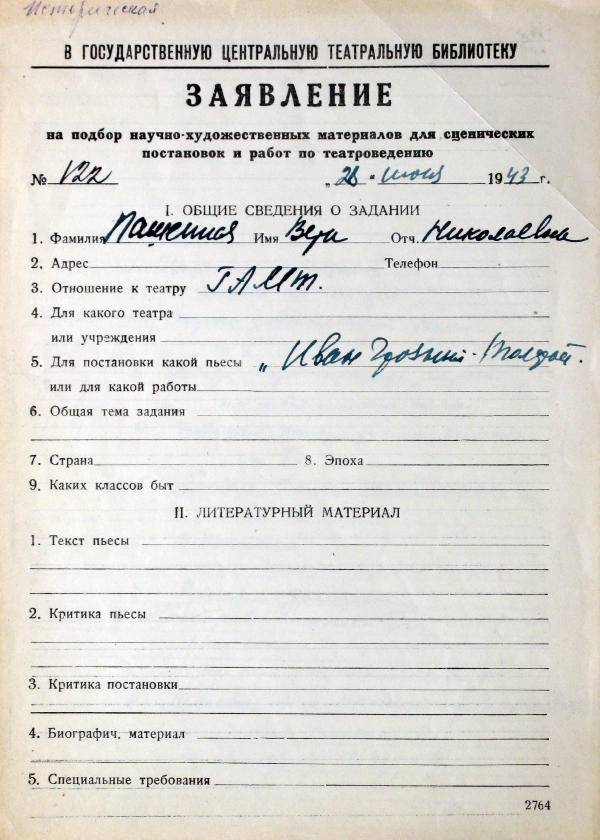 Историческая
В ГОСУДАРСТВЕННУЮ ЦЕНТРАЛЬНУЮ ТЕАТРАЛЬНУЮ БИБЛИОТЕКУ
ЗАЯВЛЕНИЕ
на подбор научно-художественных материалов для сценических
постановок и работ по театроведению
№ 122 „26 " июня 1943 г.
I. ОБЩИЕ СВЕДЕНИЯ О ЗАДАНИИ
1. Фамилия Пашенная Имя Вера Отч. Николаевна
2. Адрес Телефон
3. Отношение к театру ГАМТ.
4. Для какого театра
или учреждения
5. Для постановки какой пьесы „Иван Грозный - Толстой.
или для какой работы
6. Общая тема задания
7. Страна 8. Эпоха
9. Каких классов быт
II. ЛИТЕРАТУРНЫЙ МАТЕРИАЛ
1. Текст пьесы
2. Критика пьесы
3. Критика постановки
4. Биографич. материал
5. Специальные требования
2764